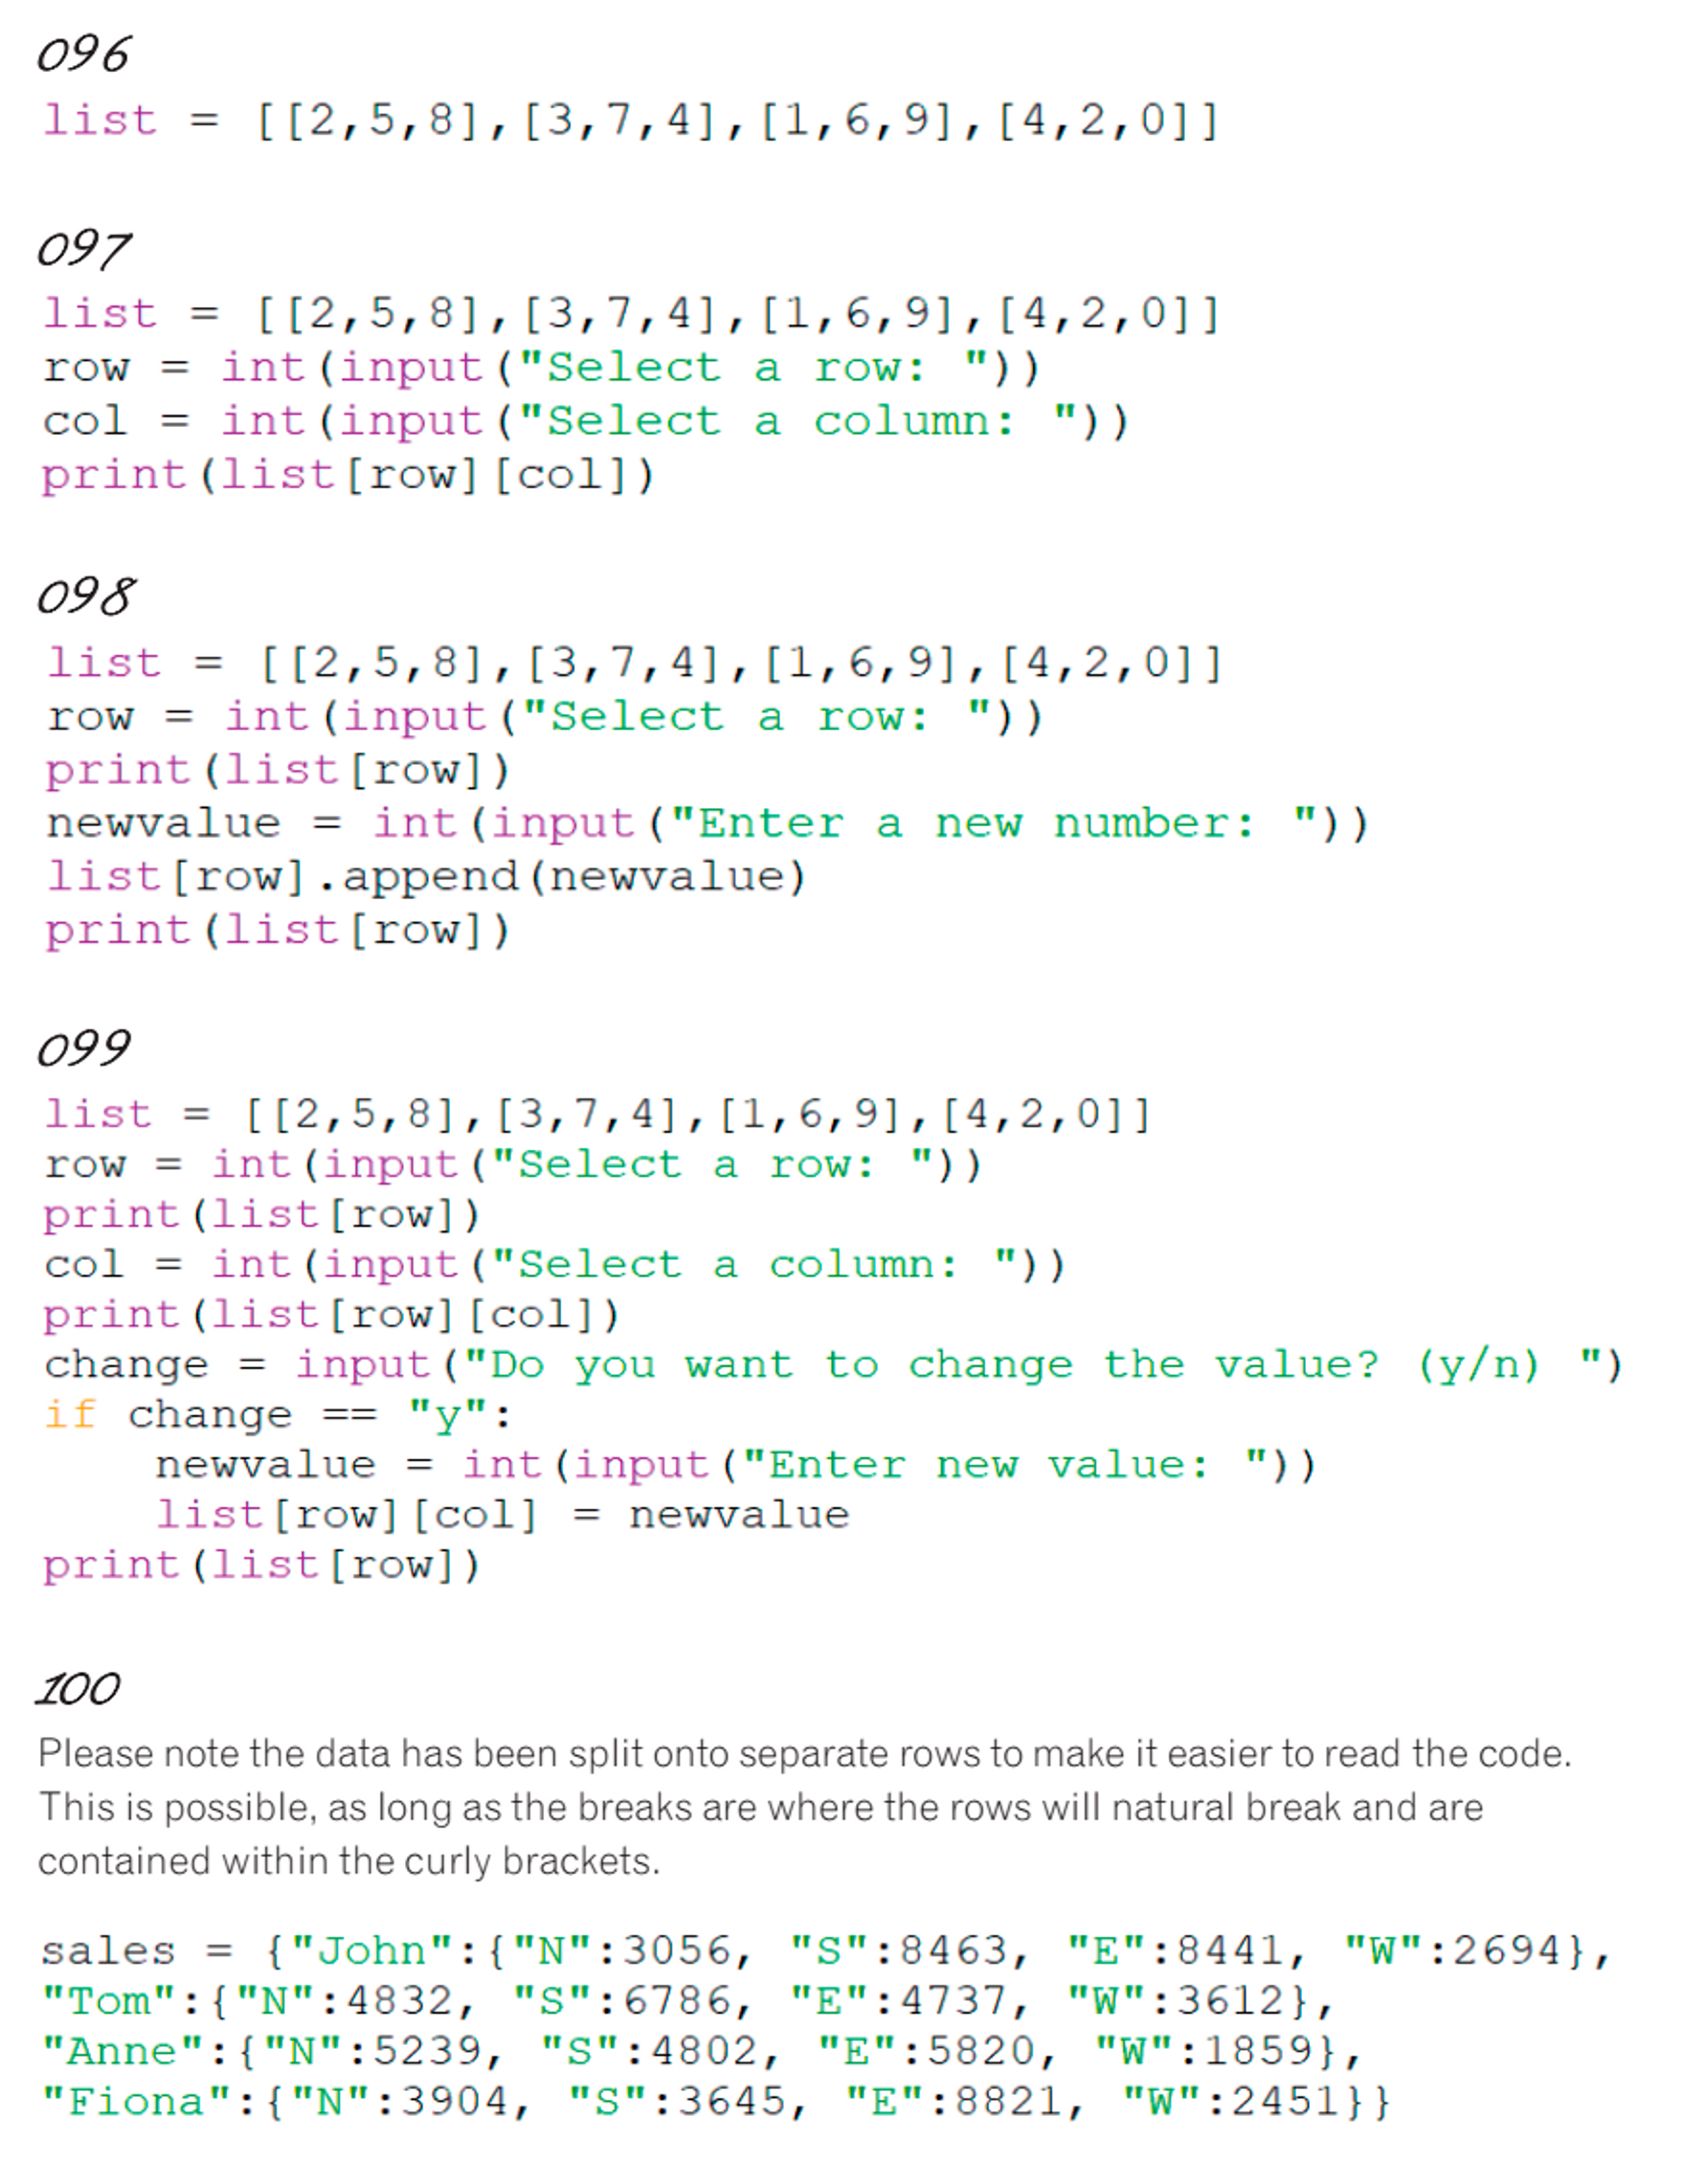 096
list = [[2,5,8],[3,7,4],[1,6,9],[4,2,0]]
097
list = [[2,5,8],[3,7,4],[1,6,9],[4,2,0]]
row = int(input("Select a row: "))
col = int(input("Select a column: "))
print(list[row][col])
098
list = [[2,5,8],[3,7,4],[1,6,9],[4,2,0]]
row = int(input("Select a row: "))
print(list[row])
newvalue = int(input("Enter a new number: "))
list[row].append(newvalue)
print(list[row])
099
list = [[2,5,8],[3,7,4],[1,6,9],[4,2,0]]
row = int(input("Select a row: "))
print(list[row])
col = int(input("Select a column: "))
print(list[row][col])
change = input("Do you want to change the value? (y/n) ")
if change == "y":
    newvalue = int(input("Enter new value: "))
    list[row][col] = newvalue
print(list[row])
100
Please note the data has been split onto separate rows to make it easier to read the code.
This is possible, as long as the breaks are where the rows will natural break and are
contained within the curly brackets.
sales = {"John":{"N":3056, "S":8463, "E":8441, "W":2694},
"Tom":{"N":4832, "S":6786, "E":4737, "W":3612},
"Anne":{"N":5239, "S":4802, "E":5820, "W":1859},
"Fiona":{"N":3904, "S":3645, "E":8821, "W":2451}}